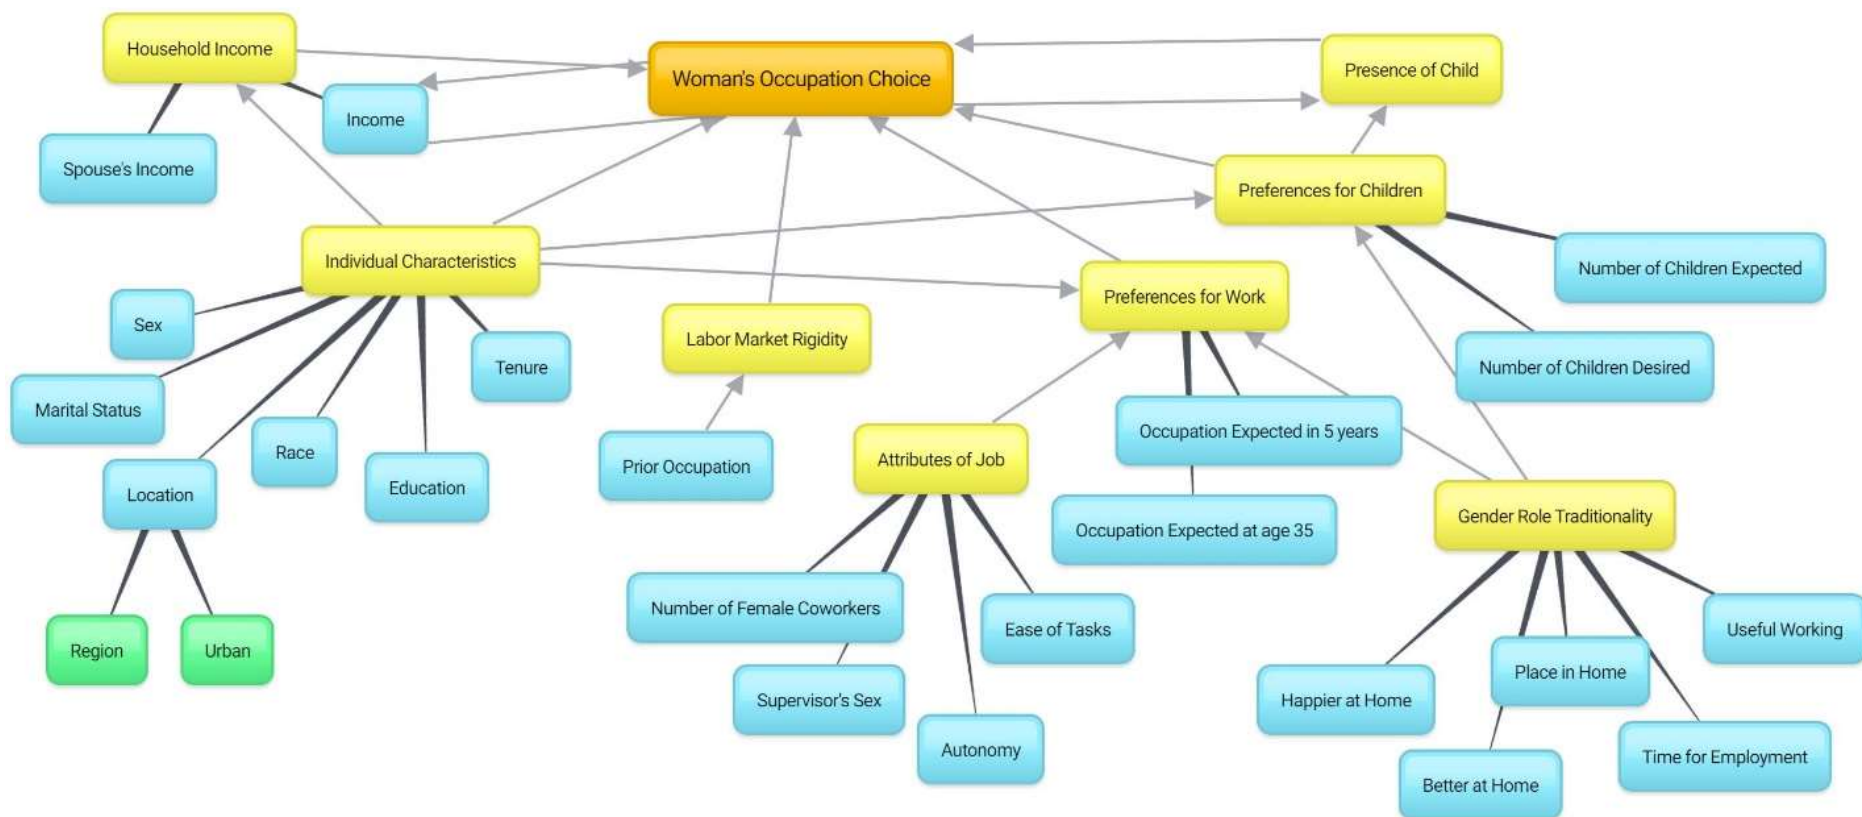 Household Income
Woman's Occupation Choice
Presence of Child
Income
Spouse's Income
Preferences for Children
Individual Characteristics
Number of Children Expected
Preferences for Work
Sex
Labor Market Rigidity
Tenure
Number of Children Desired
Marital Status
Occupation Expected in 5 years
Race
Prior Occupation
Attributes of Job
Education
Location
Gender Role Traditionality
Occupation Expected at age 35
Number of Female Coworkers
Ease of Tasks
Useful Working
Region
Urban
Place in Home
Supervisor's Sex
Happier at Home
Autonomy
Time for Employment
Better at Home